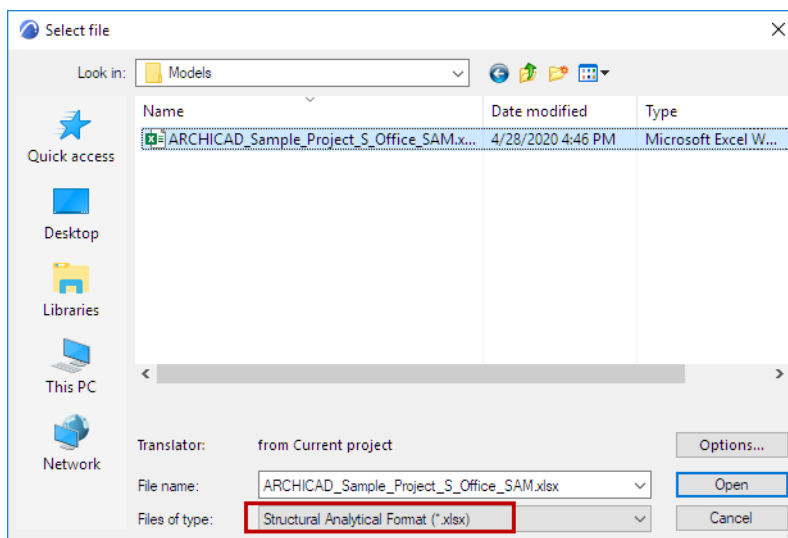 Select file
Look in: Models
Name Date modified Type
ARCHICAD_Sample_Project_S_Office_SAM.x... 4/28/2020 4:46 PM Microsoft Excel W...
Quick access
Desktop
Libraries
This PC
Network
Translator: from Current project Options...
File name: ARCHICAD_Sample_Project_S_Office_SAM.xlsx Open
Files of type: Structural Analytical Format (*.xlsx) Cancel